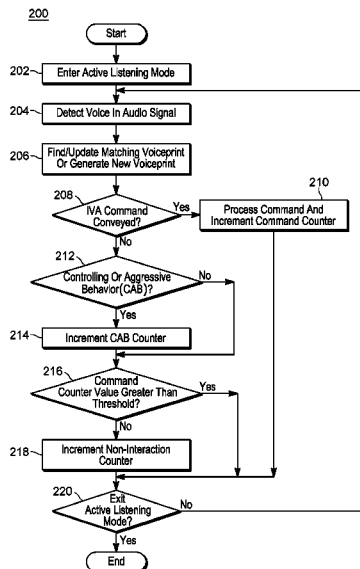 200
Start
202
Enter Active Listening Mode
204
Detect Voice In Audio Signal
206
Find/Update Matching Voiceprint
Or Generate New Voiceprint
208
IVA Command
Conveyed?
Yes
No
210
Process Command And
Increment Command Counter
212
Controlling Or Aggressive
Behavior(CAB)?
No
Yes
214
Increment CAB Counter
216
Command
Counter Value Greater Than
Threshold?
Yes
No
218
Increment Non-Interaction
Counter
220
Exit
Active Listening
Mode?
No
Yes
End